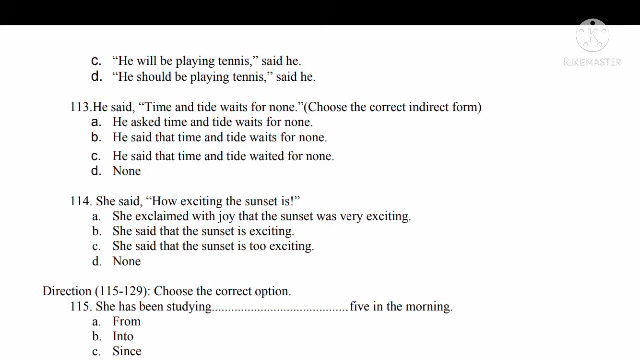 K
KINEMASTER
c. “He will be playing tennis,” said he.
d. “He should be playing tennis,” said he.
113.He said, “Time and tide waits for none.”(Choose the correct indirect form)
a. He asked time and tide waits for none.
b. He said that time and tide waits for none.
c. He said that time and tide waited for none.
d. None
114. She said, “How exciting the sunset is!”
a. She exclaimed with joy that the sunset was very exciting.
b. She said that the sunset is exciting.
c. She said that the sunset is too exciting.
d. None
Direction (115-129): Choose the correct option.
115. She has been studying..........................................five in the morning.
a. From
b. Into
c. Since